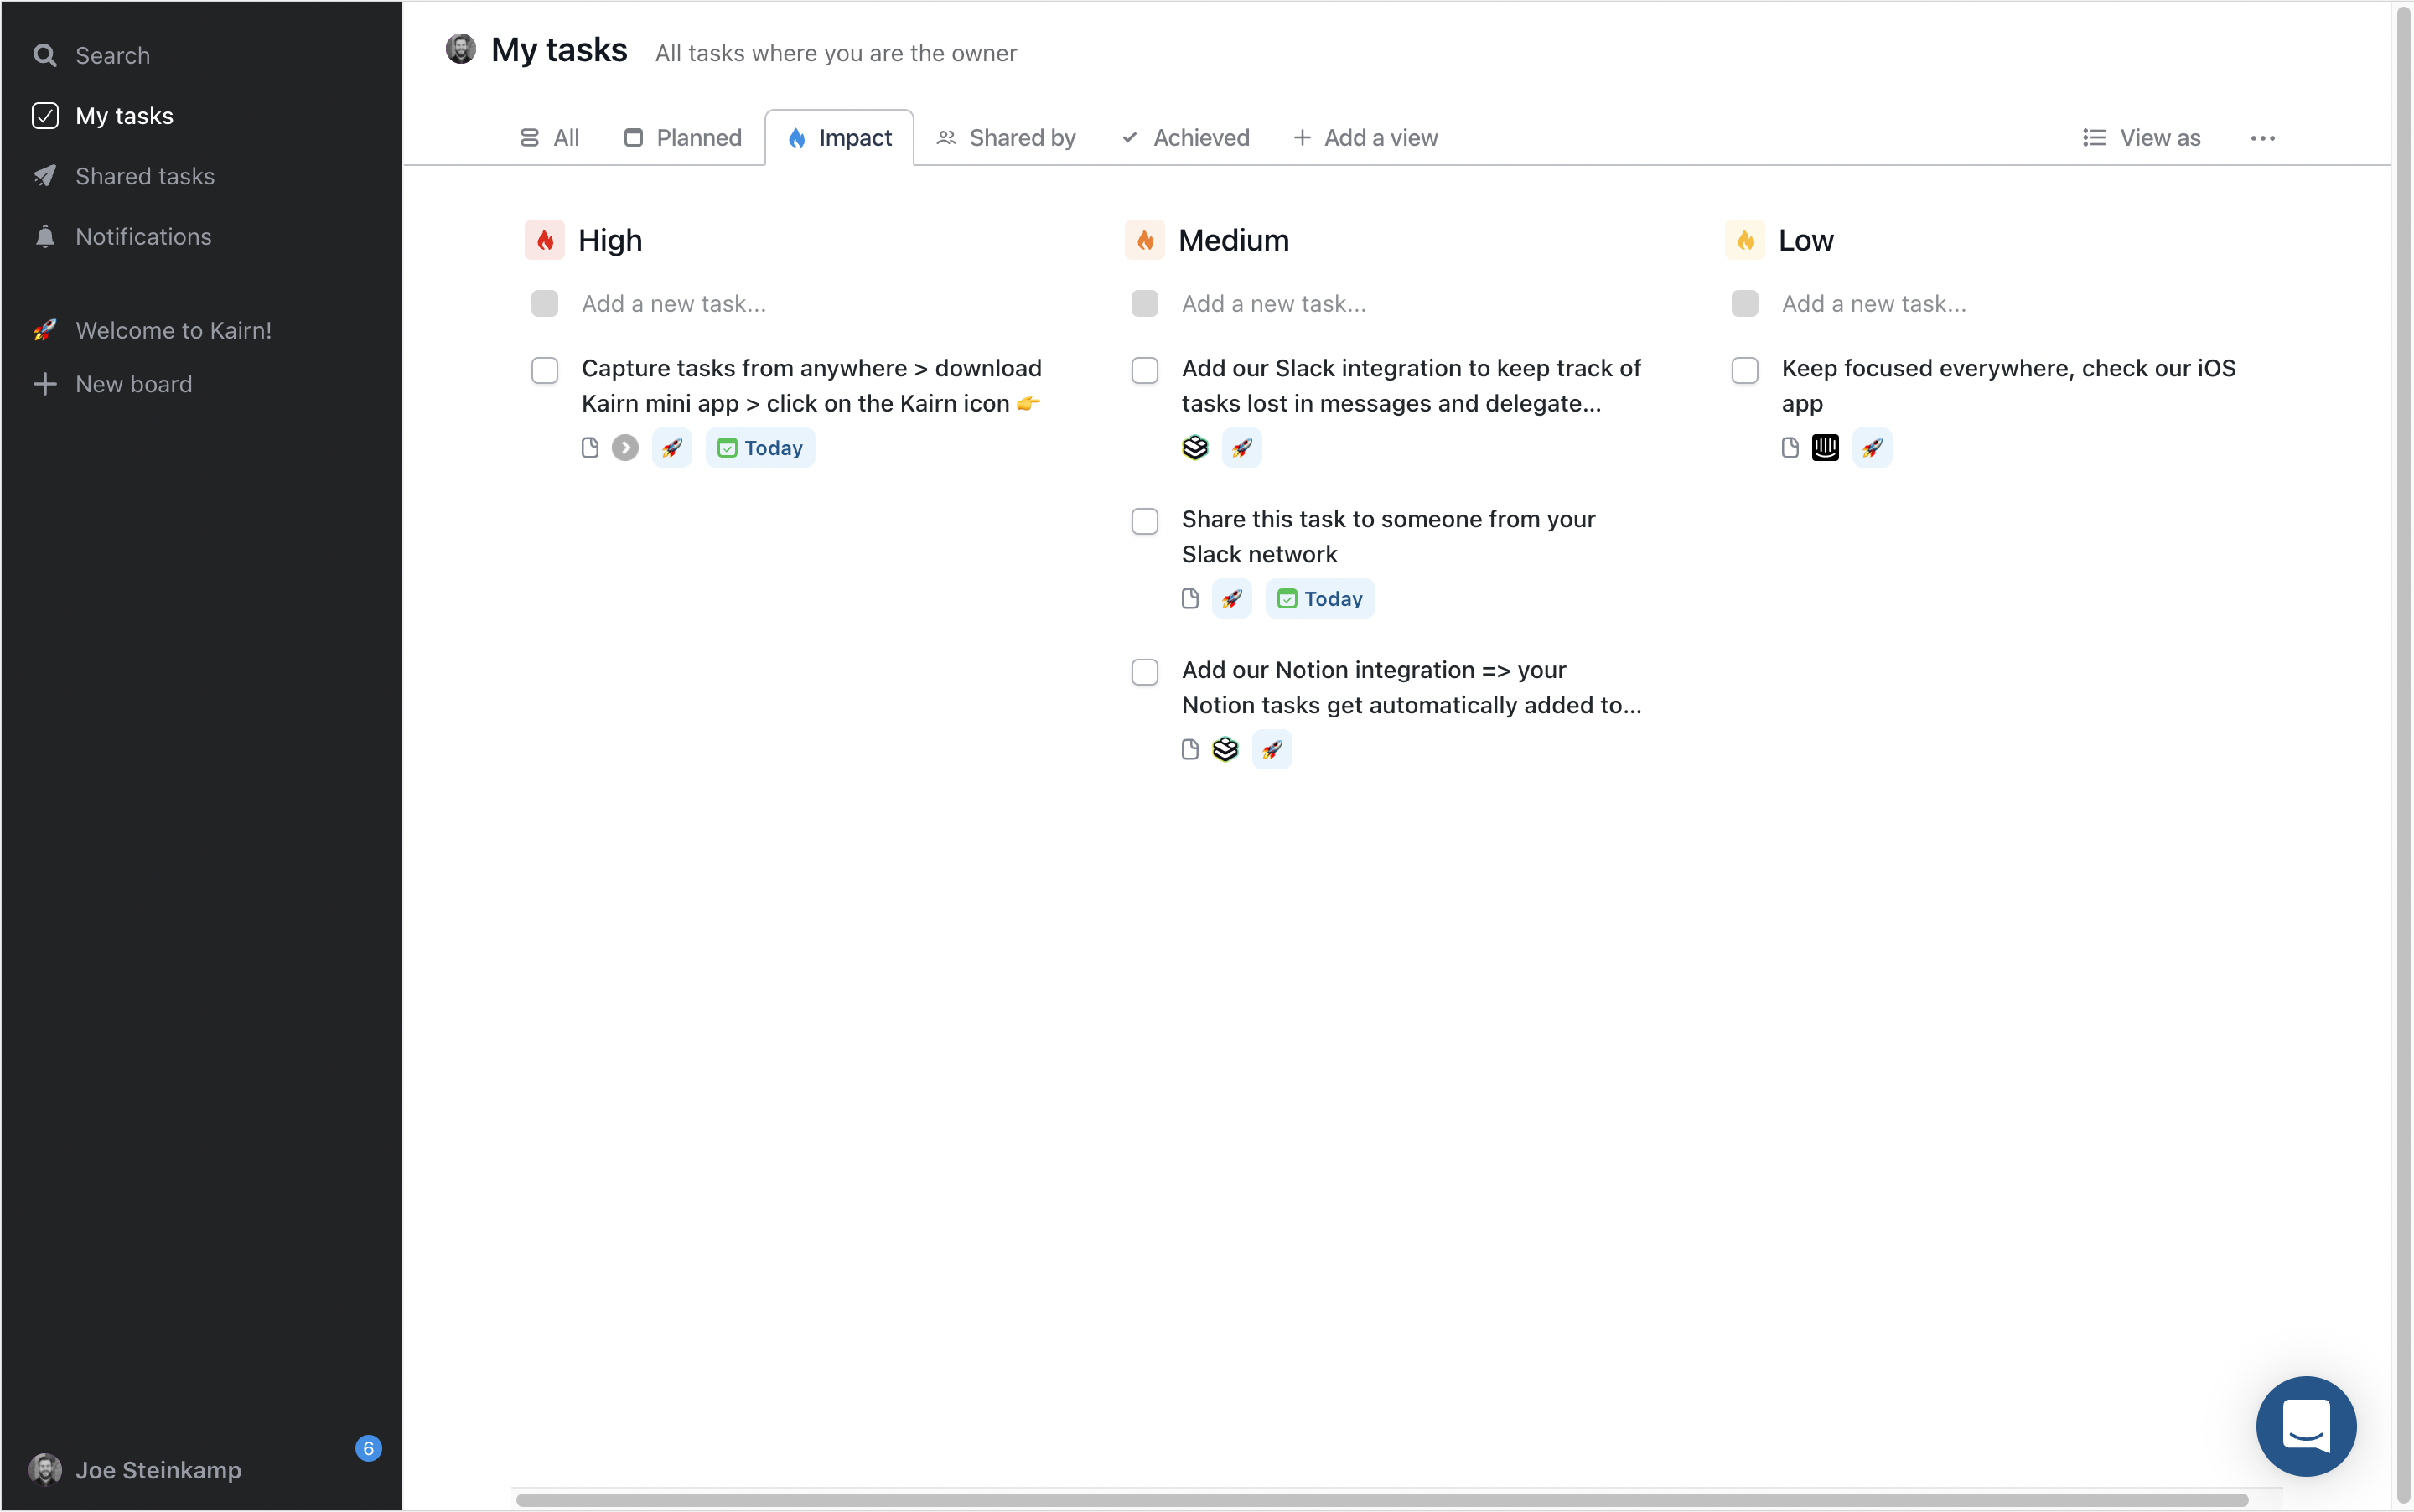 Search
My tasks
Shared tasks
Notifications
Welcome to Kairn!
New board
Joe Steinkamp
6
My tasks
All tasks where you are the owner
All
Planned
Impact
Shared by
Achieved
Add a view
View as
High
Add a new task...
Capture tasks from anywhere > download
Kairn mini app > click on the Kairn icon 👉
Today
Medium
Add a new task...
Add our Slack integration to keep track of
tasks lost in messages and delegate...
Share this task to someone from your
Slack network
Today
Add our Notion integration => your
Notion tasks get automatically added to...
Low
Add a new task...
Keep focused everywhere, check our iOS
app